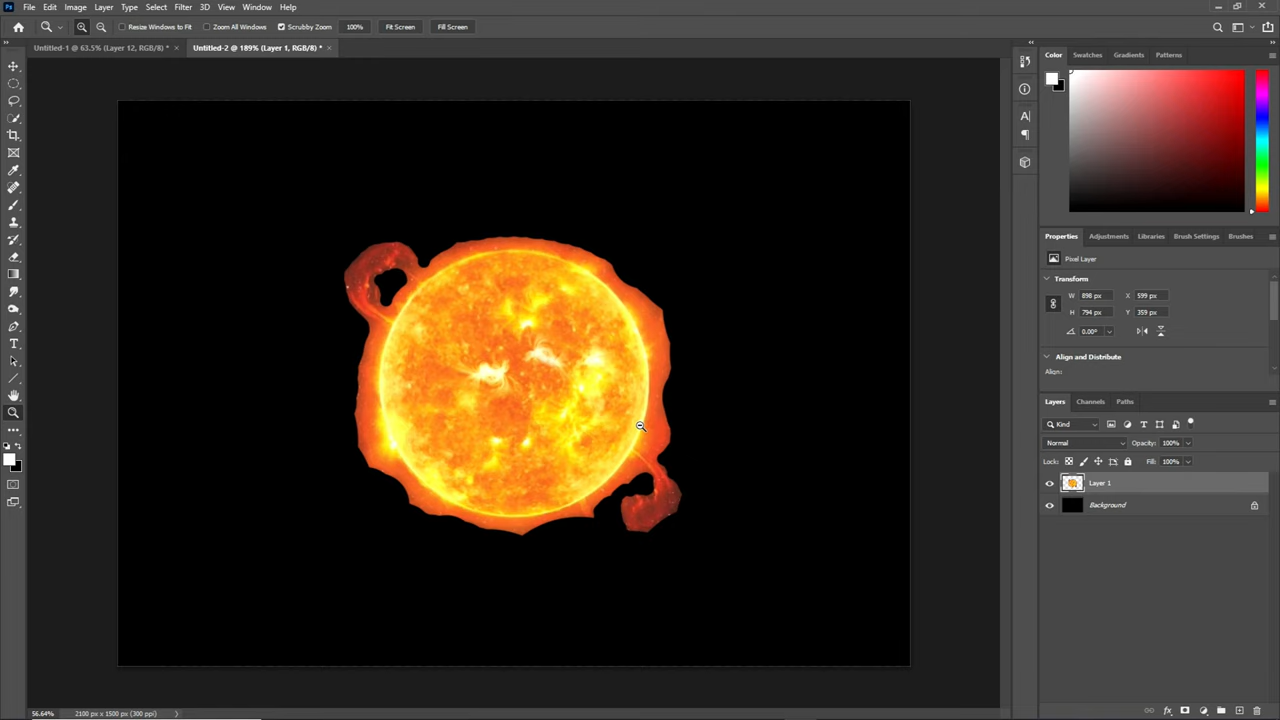 Ps File Edit Image Layer Type Select Filter 3D View Window Help
Resize Windows to Fit Zoom All Windows Scrubby Zoom 100% Fit Screen Fill Screen
Untitled-1 @ 63.5% (Layer 12, RGB/8) * × Untitled-2 @ 189% (Layer 1, RGB/8) * ×
Color Swatches Gradients Patterns
Properties Adjustments Libraries Brush Settings Brushes
Pixel Layer
Transform
W 898 px X 599 px
H 794 px Y 359 px
0.00°
Align and Distribute
Align:
Layers Channels Paths
Kind
Normal Opacity: 100%
Lock: Fill: 100%
Layer 1
Background
56.64% 2100 px x 1500 px (300 ppi)